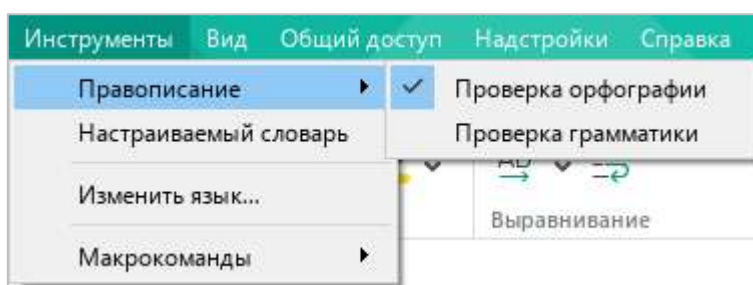 Инструменты Вид Общий доступ Надстройки Справка
Правописание Проверка орфографии
Настраиваемый словарь Проверка грамматики
Изменить язык...
Выравнивание
Макрокоманды